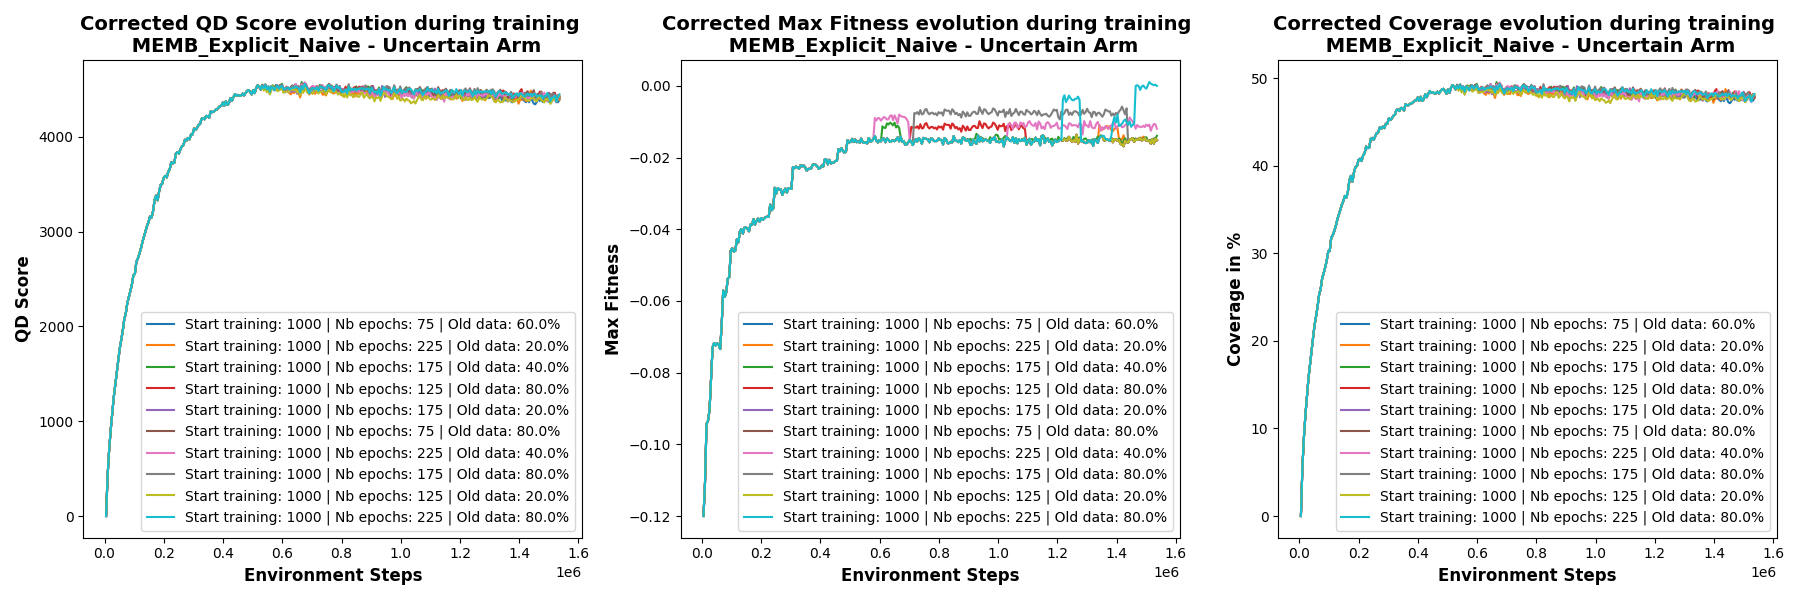 Corrected QD Score evolution during training
MEMB_Explicit_Naive - Uncertain Arm
QD Score
4000
3000
2000
1000
0
Start training: 1000 | Nb epochs: 75 | Old data: 60.0%
Start training: 1000 | Nb epochs: 225 | Old data: 20.0%
Start training: 1000 | Nb epochs: 175 | Old data: 40.0%
Start training: 1000 | Nb epochs: 125 | Old data: 80.0%
Start training: 1000 | Nb epochs: 175 | Old data: 20.0%
Start training: 1000 | Nb epochs: 75 | Old data: 80.0%
Start training: 1000 | Nb epochs: 225 | Old data: 40.0%
Start training: 1000 | Nb epochs: 175 | Old data: 80.0%
Start training: 1000 | Nb epochs: 125 | Old data: 20.0%
Start training: 1000 | Nb epochs: 225 | Old data: 80.0%
0.0 0.2 0.4 0.6 0.8 1.0 1.2 1.4 1.6
1e6
Environment Steps
Corrected Max Fitness evolution during training
MEMB_Explicit_Naive - Uncertain Arm
Max Fitness
0.00
−0.02
−0.04
−0.06
−0.08
−0.10
−0.12
Start training: 1000 | Nb epochs: 75 | Old data: 60.0%
Start training: 1000 | Nb epochs: 225 | Old data: 20.0%
Start training: 1000 | Nb epochs: 175 | Old data: 40.0%
Start training: 1000 | Nb epochs: 125 | Old data: 80.0%
Start training: 1000 | Nb epochs: 175 | Old data: 20.0%
Start training: 1000 | Nb epochs: 75 | Old data: 80.0%
Start training: 1000 | Nb epochs: 225 | Old data: 40.0%
Start training: 1000 | Nb epochs: 175 | Old data: 80.0%
Start training: 1000 | Nb epochs: 125 | Old data: 20.0%
Start training: 1000 | Nb epochs: 225 | Old data: 80.0%
0.0 0.2 0.4 0.6 0.8 1.0 1.2 1.4 1.6
1e6
Environment Steps
Corrected Coverage evolution during training
MEMB_Explicit_Naive - Uncertain Arm
Coverage in %
50
40
30
20
10
0
Start training: 1000 | Nb epochs: 75 | Old data: 60.0%
Start training: 1000 | Nb epochs: 225 | Old data: 20.0%
Start training: 1000 | Nb epochs: 175 | Old data: 40.0%
Start training: 1000 | Nb epochs: 125 | Old data: 80.0%
Start training: 1000 | Nb epochs: 175 | Old data: 20.0%
Start training: 1000 | Nb epochs: 75 | Old data: 80.0%
Start training: 1000 | Nb epochs: 225 | Old data: 40.0%
Start training: 1000 | Nb epochs: 175 | Old data: 80.0%
Start training: 1000 | Nb epochs: 125 | Old data: 20.0%
Start training: 1000 | Nb epochs: 225 | Old data: 80.0%
0.0 0.2 0.4 0.6 0.8 1.0 1.2 1.4 1.6
1e6
Environment Steps